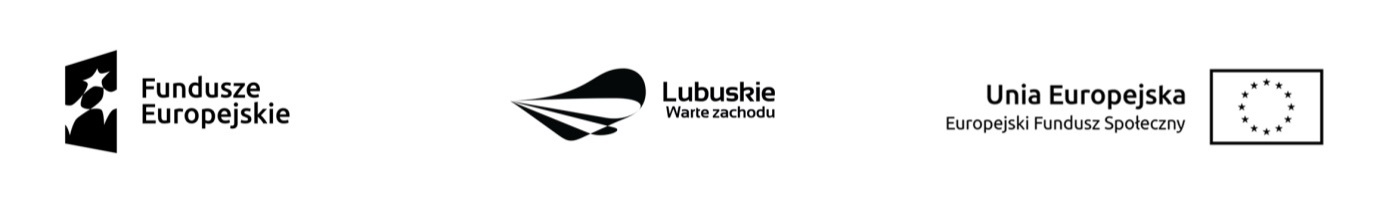 Fundusze
Europejskie
Lubuskie
Warte zachodu
Unia Europejska
Europejski Fundusz Społeczny